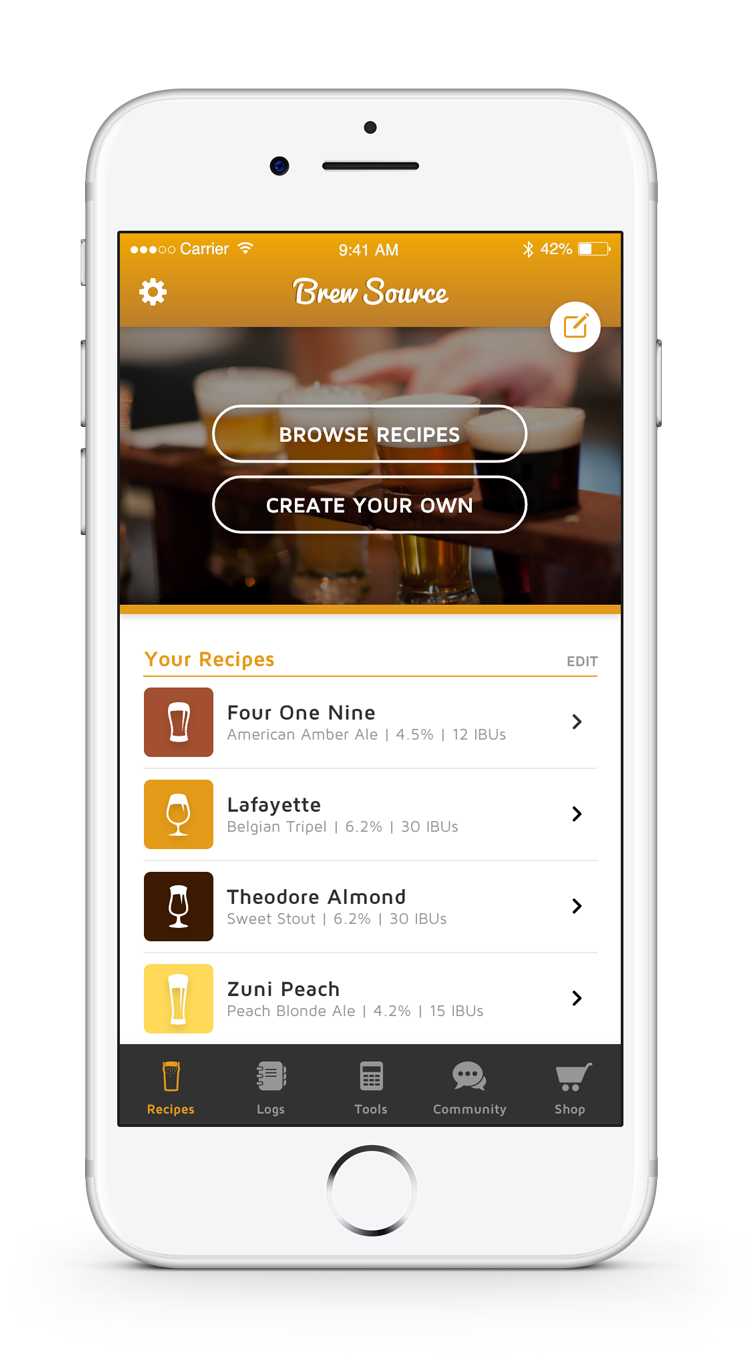 Carrier 9:41 AM 42%
Brew Source
BROWSE RECIPES
CREATE YOUR OWN
Your Recipes EDIT
Four One Nine
American Amber Ale | 4.5% | 12 IBUs
Lafayette
Belgian Tripel | 6.2% | 30 IBUs
Theodore Almond
Sweet Stout | 6.2% | 30 IBUs
Zuni Peach
Peach Blonde Ale | 4.2% | 15 IBUs
Recipes Logs Tools Community Shop